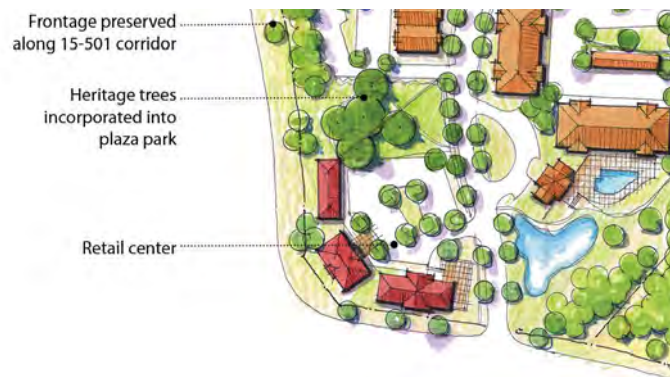 Frontage preserved
along 15-501 corridor
Heritage trees
incorporated into
plaza park
Retail center